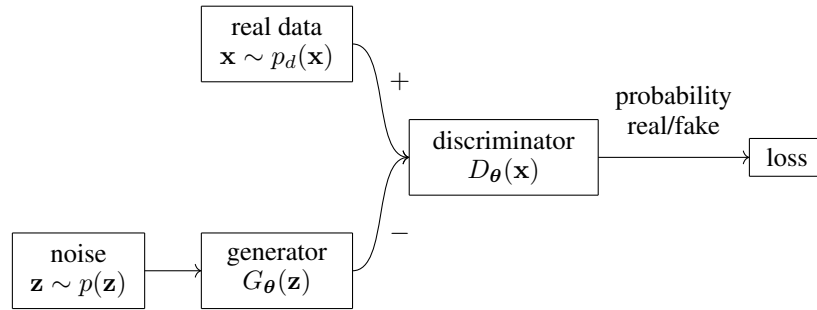 real data
𝐱 ∼ p_d(𝐱)
+
probability
real/fake
discriminator
D_𝜽(𝐱)
loss
−
noise
𝐳 ∼ p(𝐳)
generator
G_𝜽(𝐳)